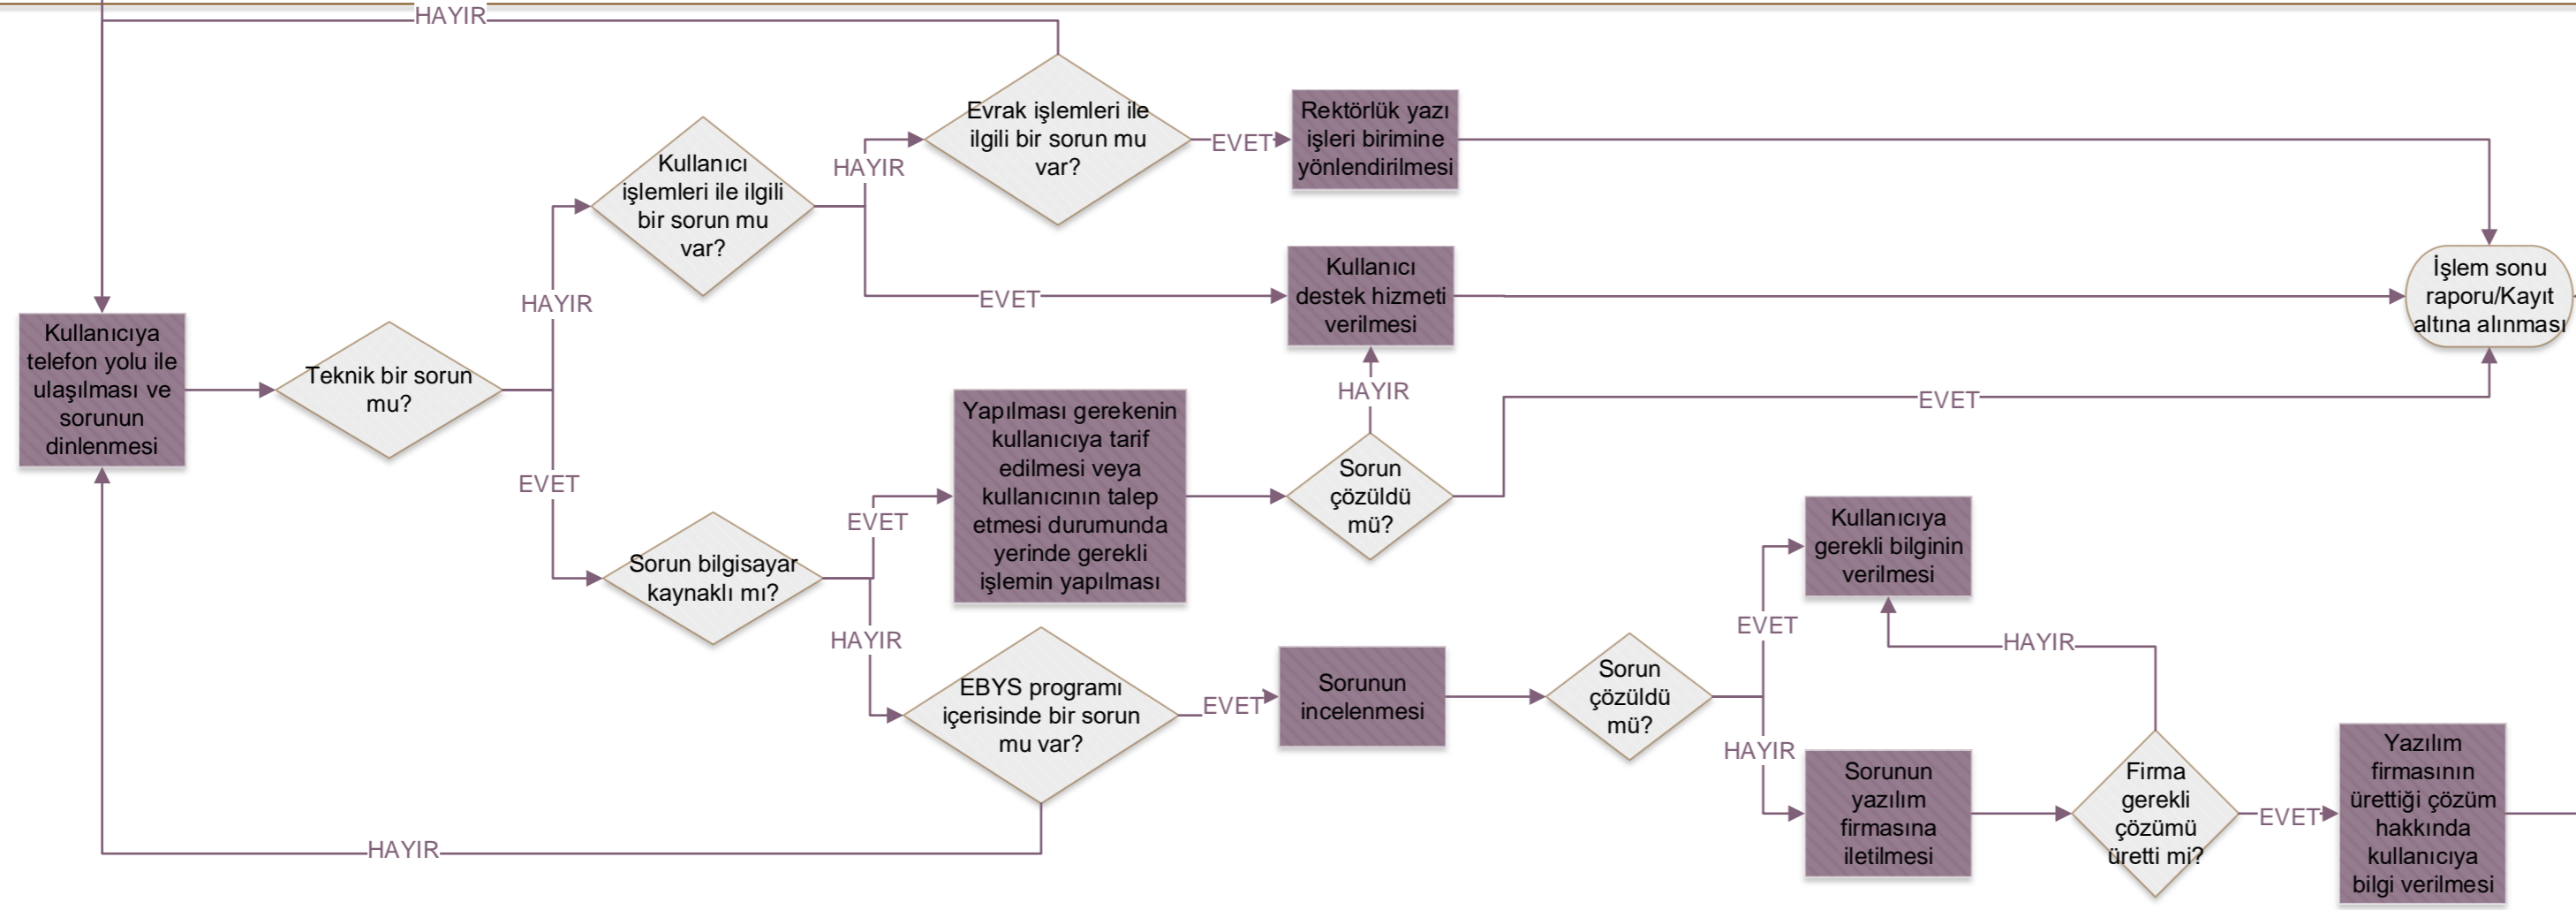 HAYIR
Evrak işlemleri ile
ilgili bir sorun mu
var?
EVET
Rektörlük yazı
işleri birimine
yönlendirilmesi
Kullanıcı
işlemleri ile ilgili
bir sorun mu
var?
HAYIR
EVET
Kullanıcı
destek hizmeti
verilmesi
İşlem sonu
raporu/Kayıt
altına alınması
HAYIR
Kullanıcıya
telefon yolu ile
ulaşılması ve
sorunun
dinlenmesi
Teknik bir sorun
mu?
EVET
Yapılması gerekenin
kullanıcıya tarif
edilmesi veya
kullanıcının talep
etmesi durumunda
yerinde gerekli
işlemin yapılması
HAYIR
Sorun
çözüldü
mü?
EVET
Sorun bilgisayar
kaynaklı mı?
EVET
HAYIR
EBYS programı
içerisinde bir sorun
mu var?
EVET
Sorunun
incelenmesi
Sorun
çözüldü
mü?
EVET
HAYIR
Kullanıcıya
gerekli bilginin
verilmesi
HAYIR
Sorunun
yazılım
firmasına
iletilmesi
Firma
gerekli
çözümü
üretti mi?
EVET
Yazılım
firmasının
ürettiği çözüm
hakkında
kullanıcıya
bilgi verilmesi
HAYIR